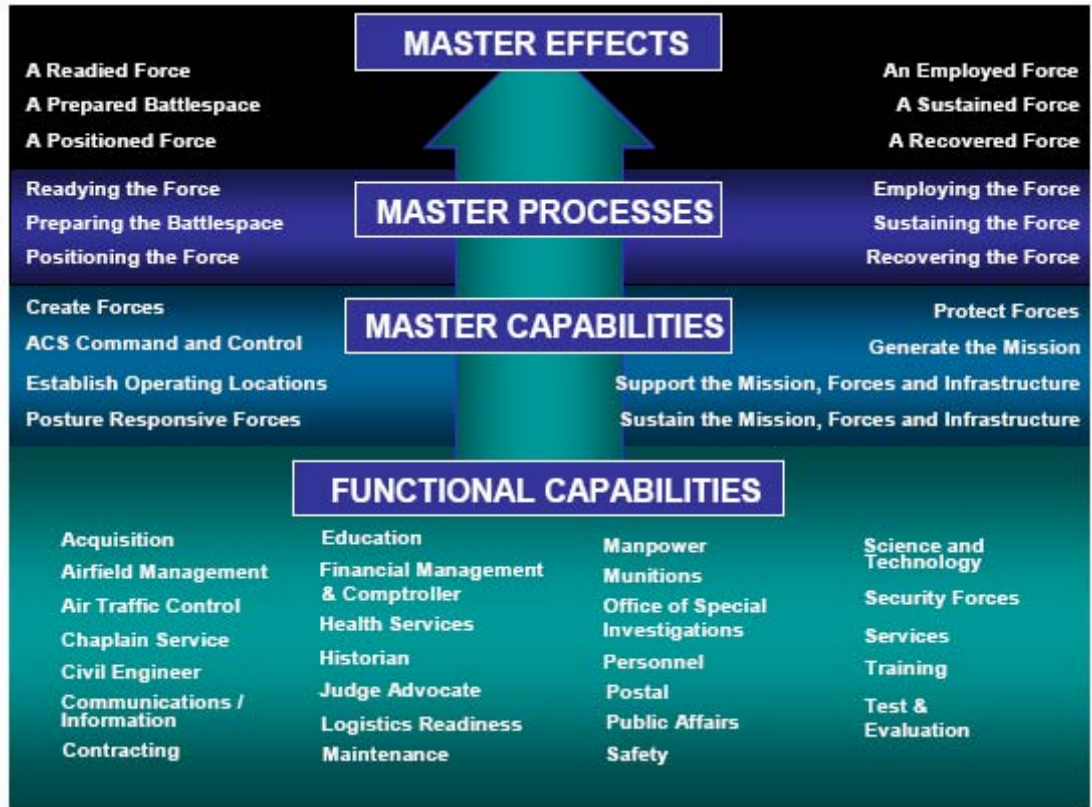 MASTER EFFECTS
A Readied Force
A Prepared Battlespace
A Positioned Force
An Employed Force
A Sustained Force
A Recovered Force
MASTER PROCESSES
Readying the Force
Preparing the Battlespace
Positioning the Force
Employing the Force
Sustaining the Force
Recovering the Force
MASTER CAPABILITIES
Create Forces
ACS Command and Control
Establish Operating Locations
Posture Responsive Forces
Protect Forces
Generate the Mission
Support the Mission, Forces and Infrastructure
Sustain the Mission, Forces and Infrastructure
FUNCTIONAL CAPABILITIES
Acquisition
Airfield Management
Air Traffic Control
Chaplain Service
Civil Engineer
Communications /
Information
Contracting
Education
Financial Management
& Comptroller
Health Services
Historian
Judge Advocate
Logistics Readiness
Maintenance
Manpower
Munitions
Office of Special
Investigations
Personnel
Postal
Public Affairs
Safety
Science and
Technology
Security Forces
Services
Training
Test &
Evaluation